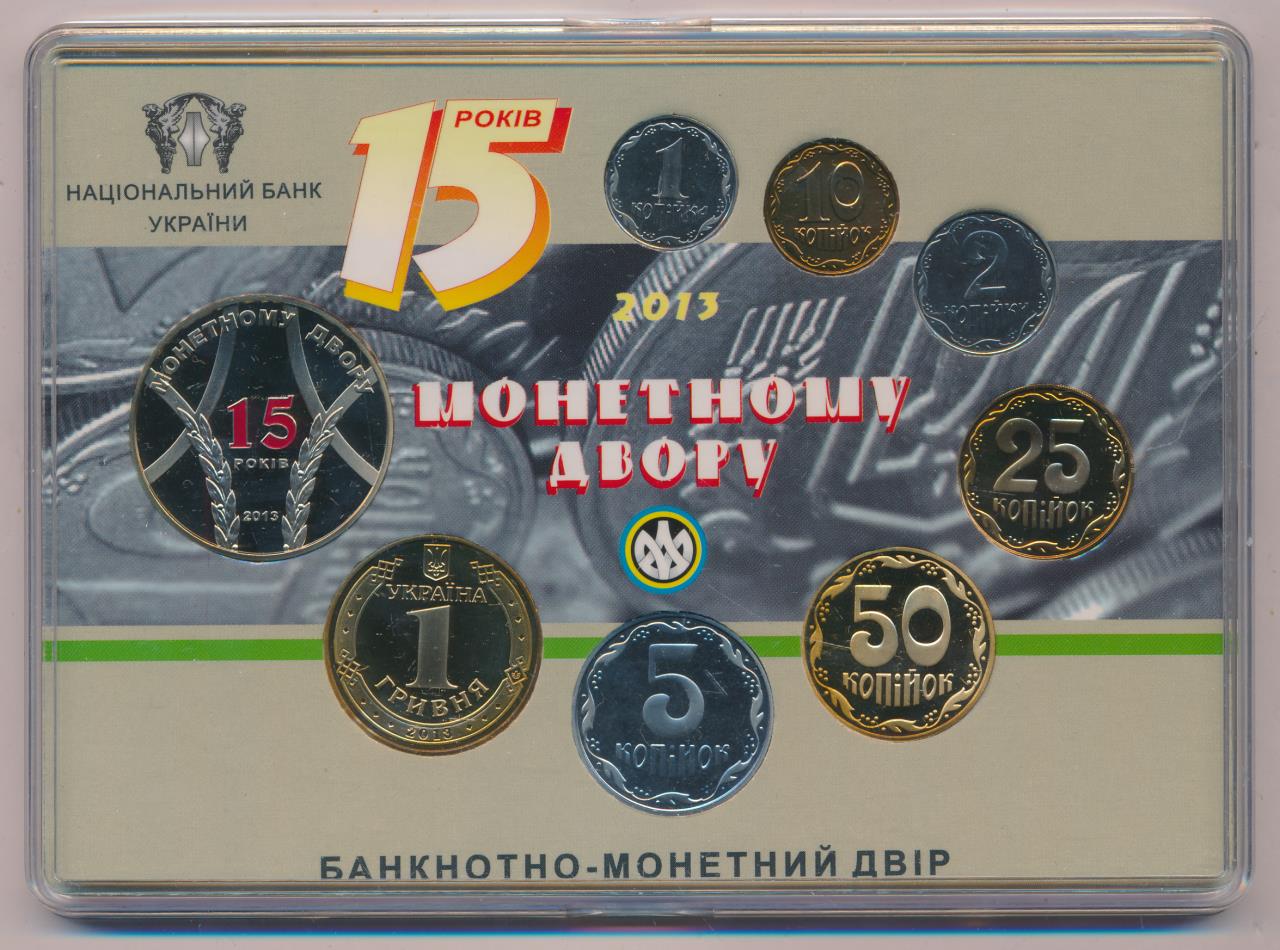 НАЦІОНАЛЬНИЙ БАНК
УКРАЇНИ
15
РОКІВ
2013
МОНЕТНОМУ
ДВОРУ
1
КОПІЙКА
10
КОПІЙОК
2
КОПІЙКИ
25
КОПІЙОК
50
КОПІЙОК
5
КОПІЙОК
УКРАЇНА
1
ГРИВНЯ
2013
МОНЕТНОМУ ДВОРУ
15
РОКІВ
2013
БАНКНОТНО-МОНЕТНИЙ ДВІР